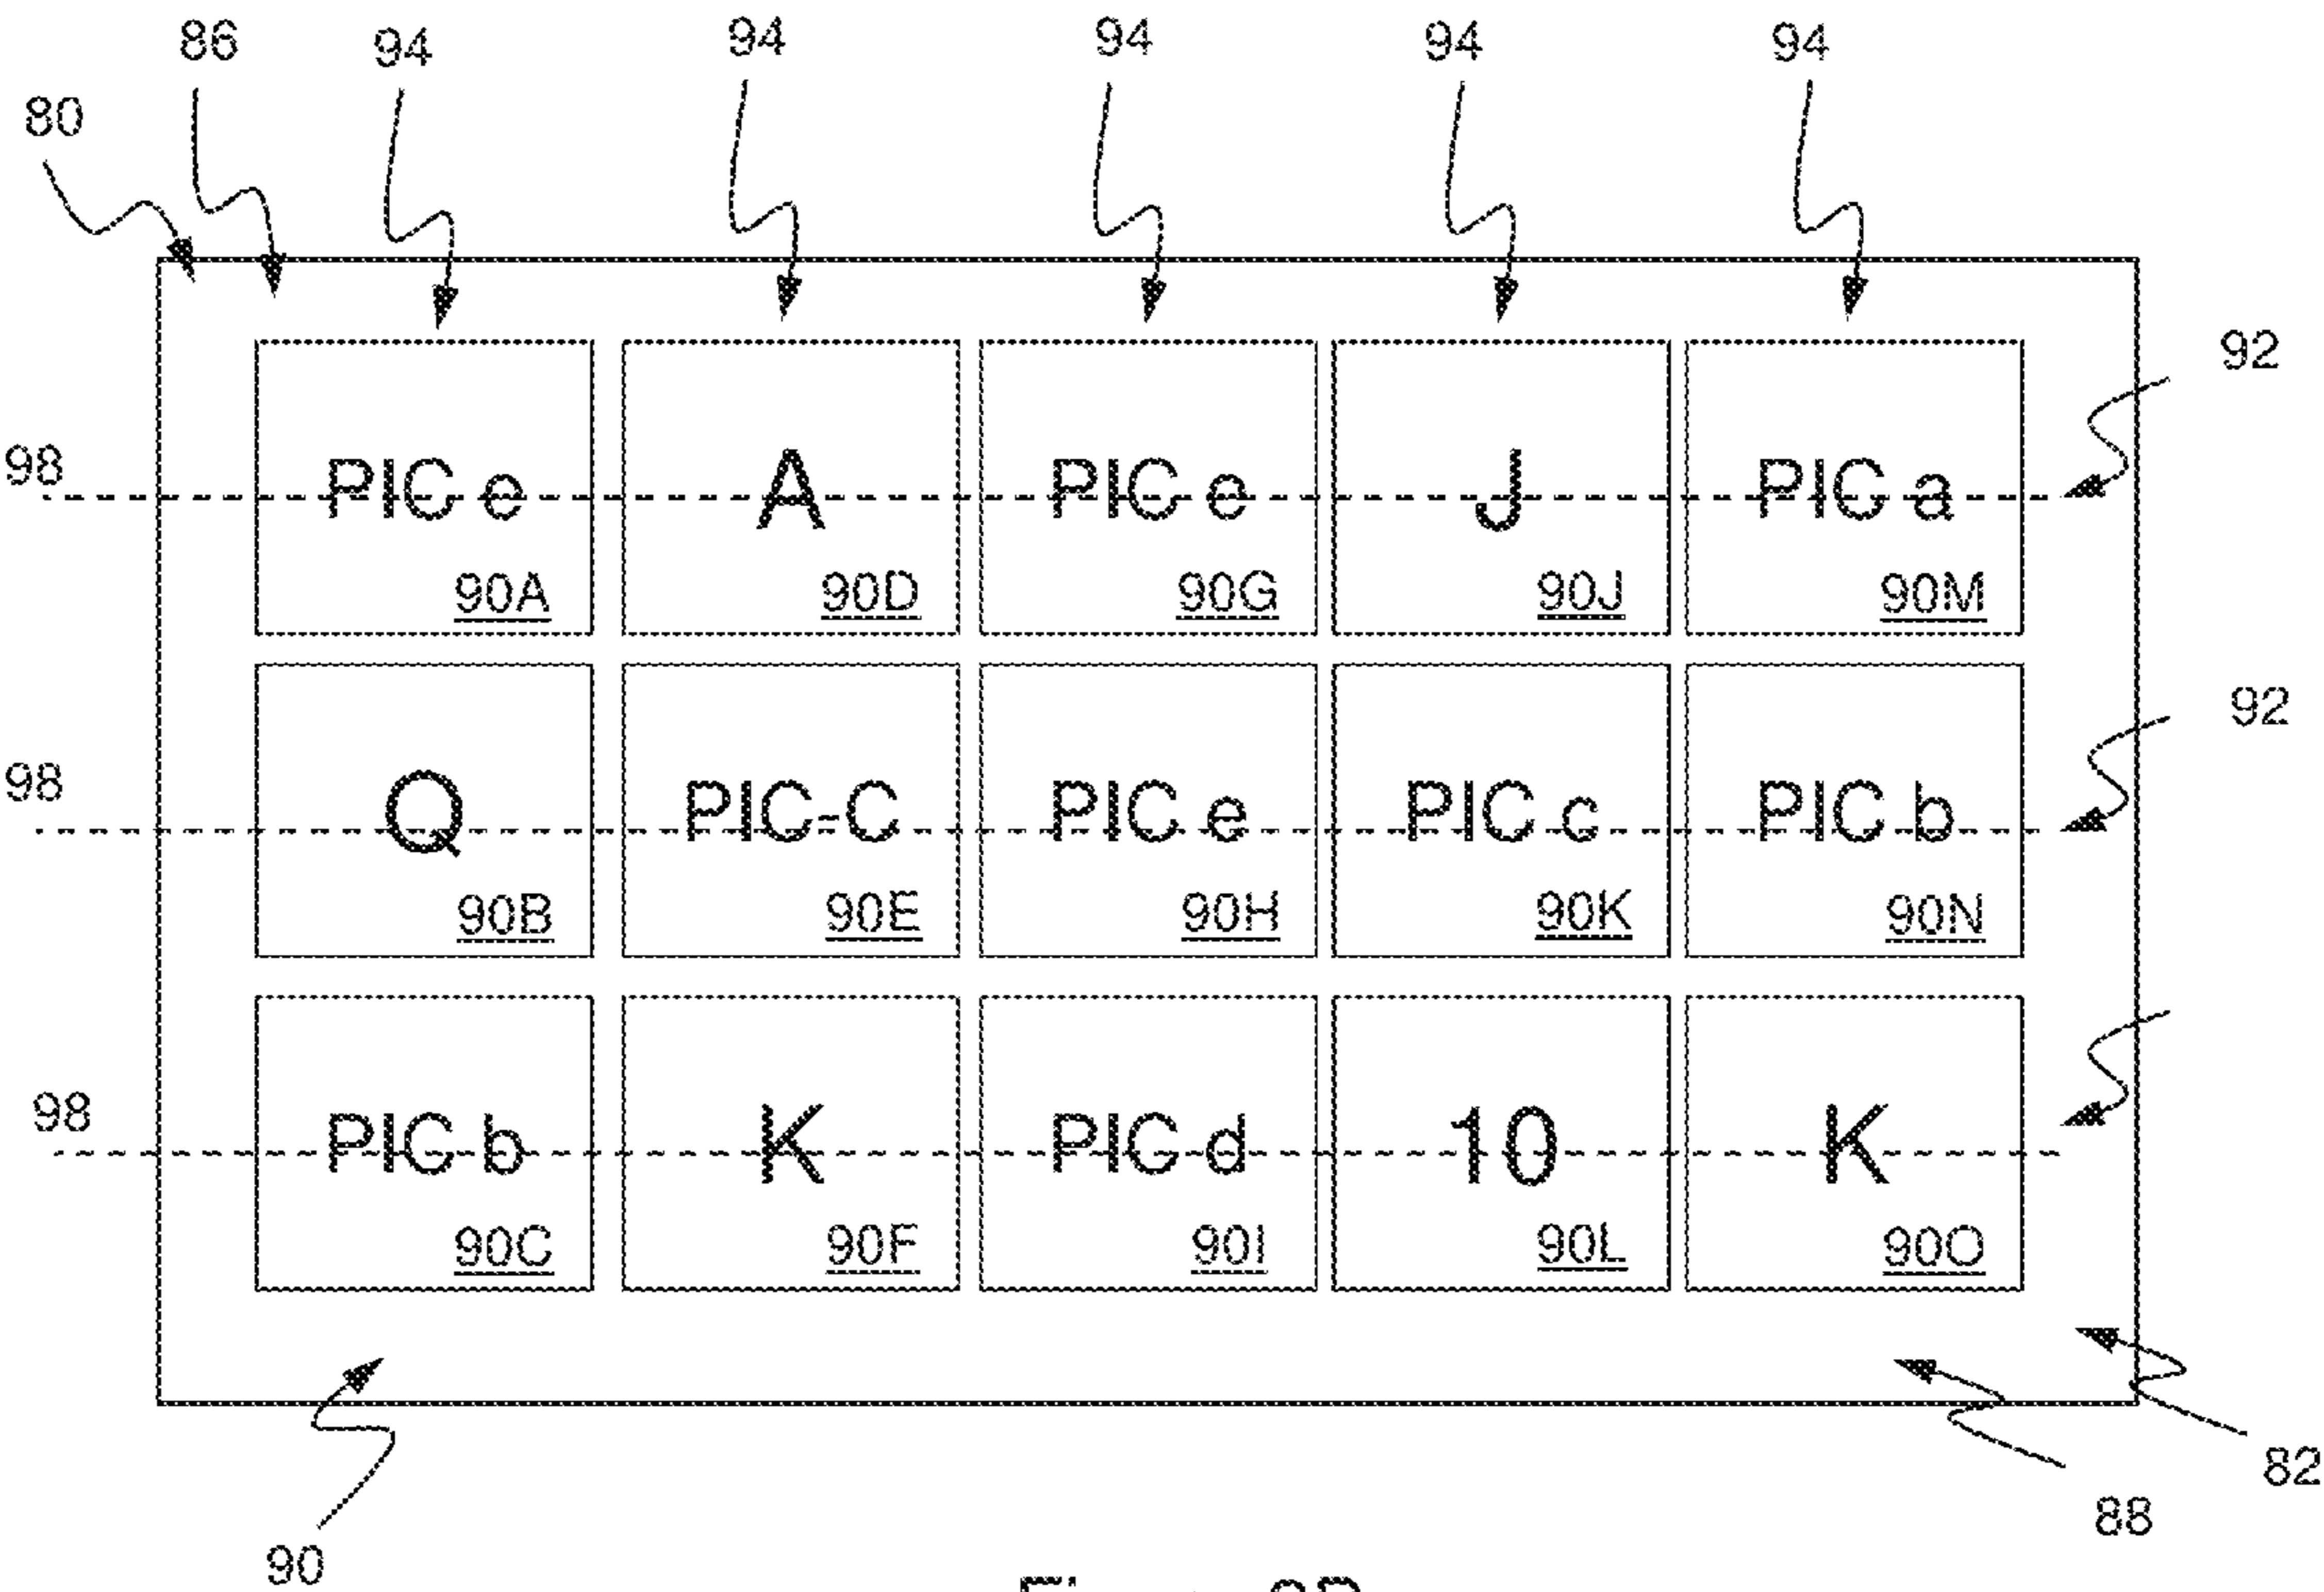 86 94 94 94 94 94
80
92
98 PIC e A PIC e J PIC a
90A 90D 90G 90J 90M
92
98 Q PIC-C PIC e PIC c PIC b
90B 90E 90H 90K 90N
98 PIC b K PIC d 10 K
90C 90F 90I 90L 90O
82
88
90